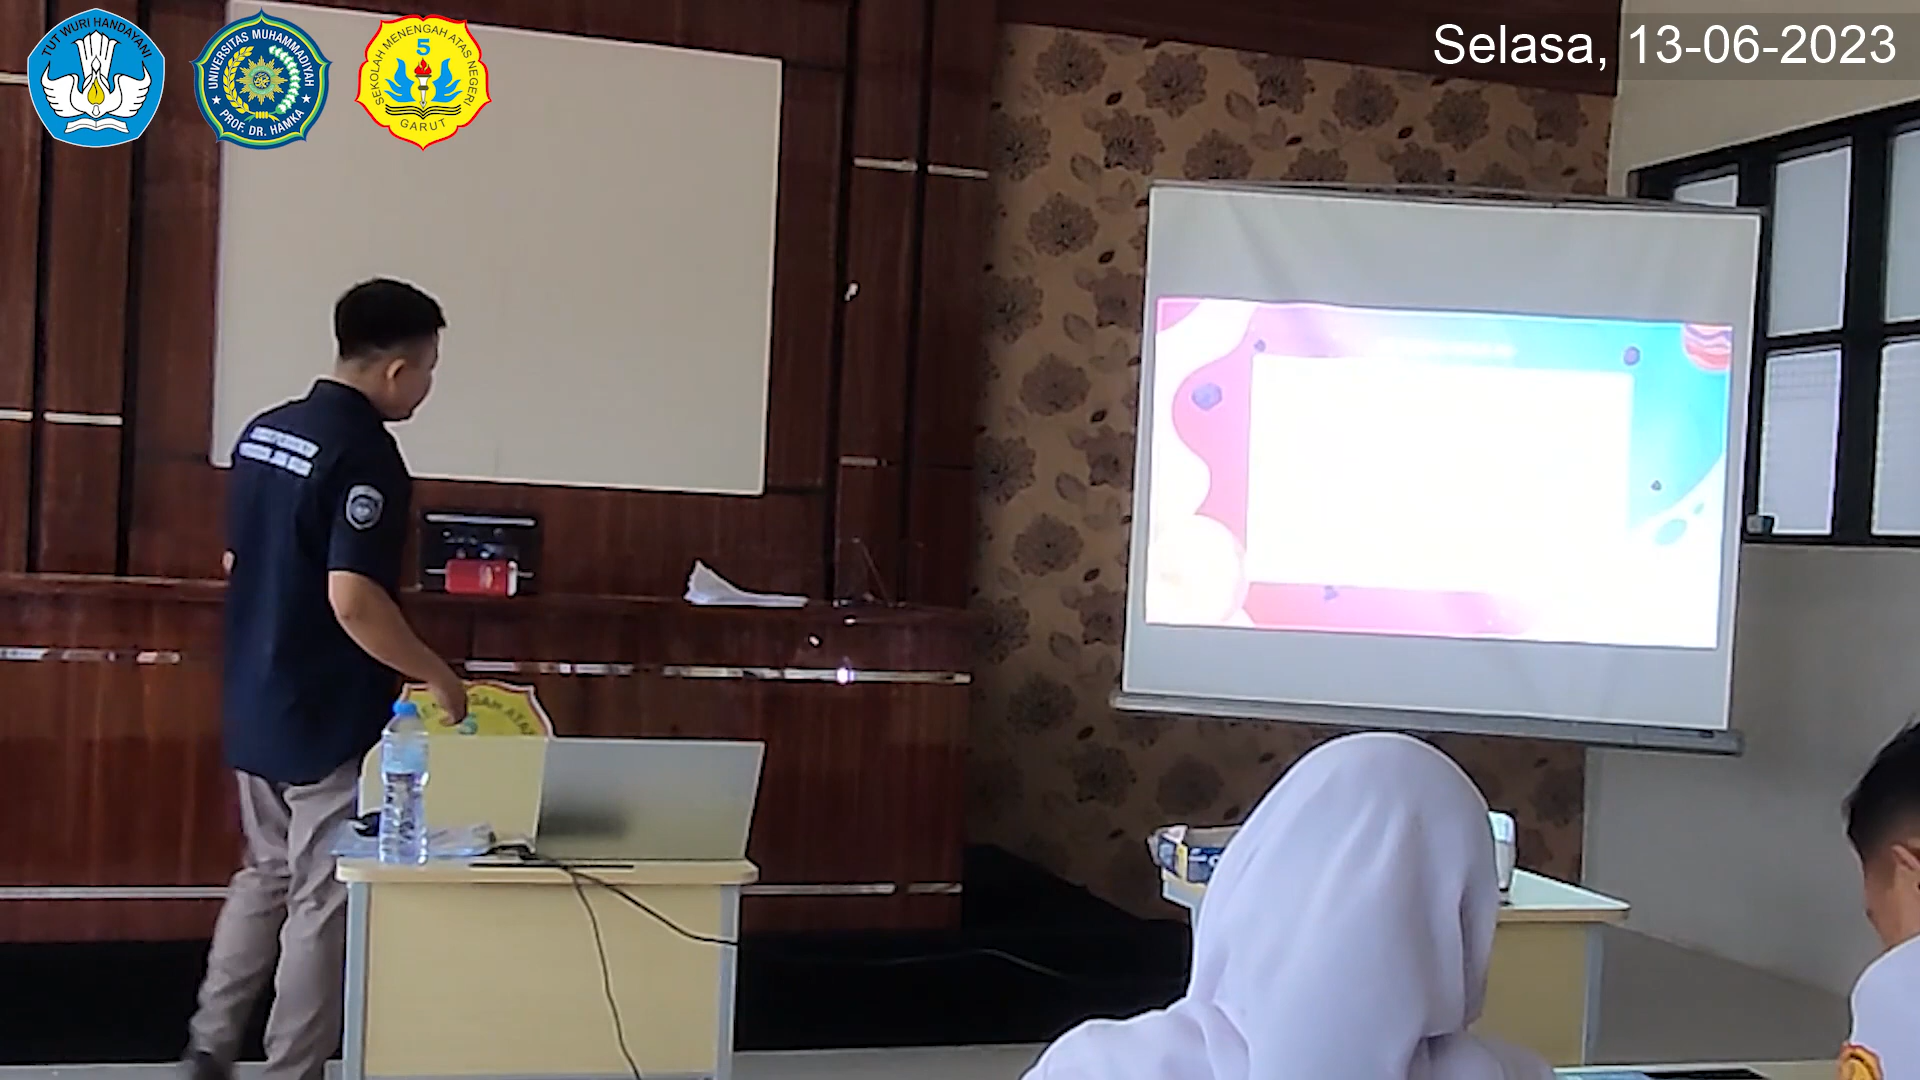 TUT WURI HANDAYANI
UNIVERSITAS MUHAMMADIYAH
PROF. DR. HAMKA
SEKOLAH MENENGAH ATAS NEGERI
5
GARUT
Selasa, 13-06-2023